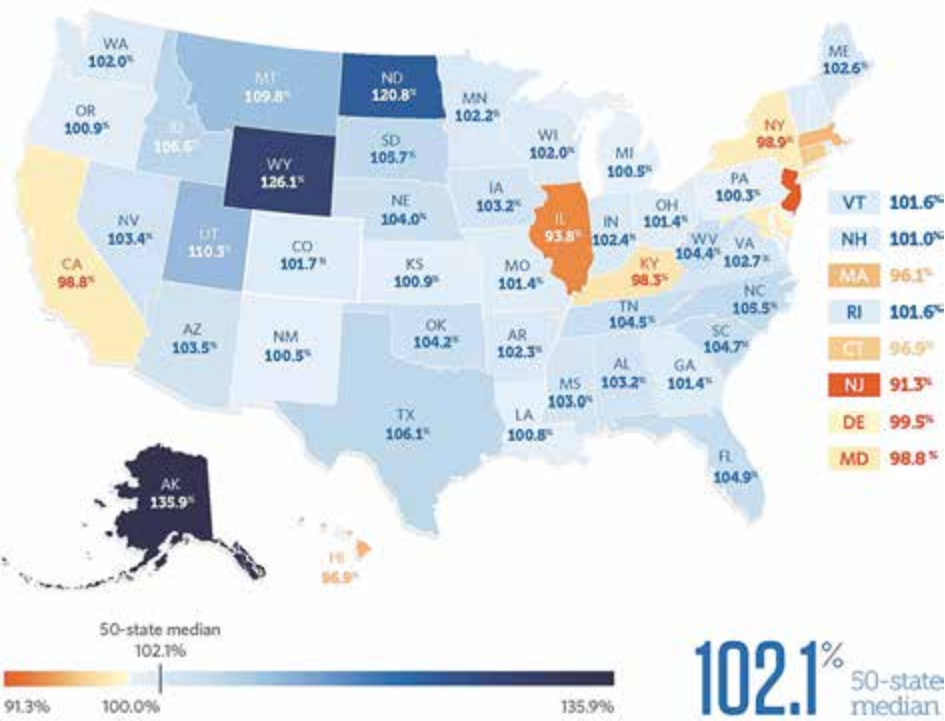 WA
102.0%
MT
109.8%
ND
120.8%
MN
102.2%
ME
102.6%
OR
100.9%
ID
106.6%
SD
105.7%
WI
102.0%
MI
100.5%
NY
98.9%
WY
126.1%
NE
104.0%
IA
103.2%
IL
93.8%
IN
102.4%
OH
101.4%
PA
100.3%
NV
103.4%
UT
110.3%
CO
101.7%
KS
100.9%
MO
101.4%
KY
98.3%
WV
104.4%
VA
102.7%
CA
98.8%
AZ
103.5%
NM
100.5%
OK
104.2%
AR
102.3%
TN
104.5%
NC
105.5%
SC
104.7%
TX
106.1%
LA
100.8%
MS
103.0%
AL
103.2%
GA
101.4%
FL
104.9%
AK
135.9%
HI
96.9%
VT 101.6%
NH 101.0%
MA 96.1%
RI 101.6%
CT 96.9%
NJ 91.3%
DE 99.5%
MD 98.8%
50-state median
102.1%
91.3% 100.0% 135.9%
102.1% 50-state
median